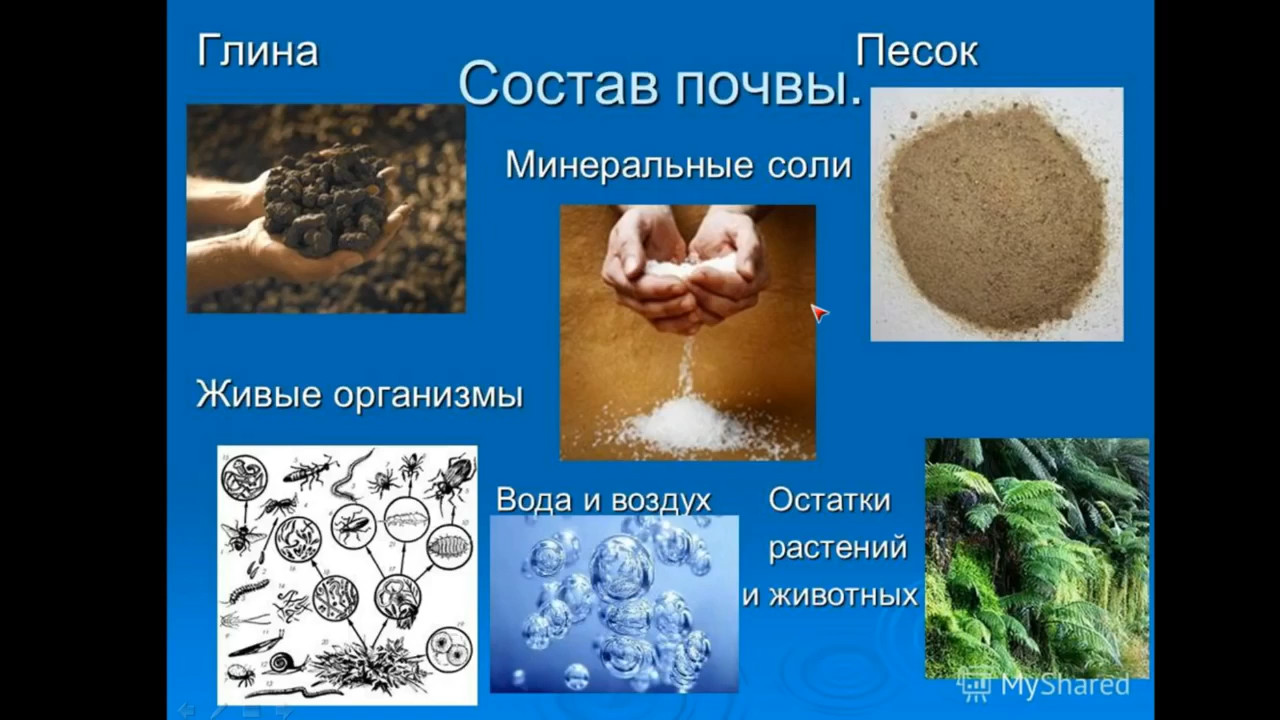 Глина
Песок
Состав почвы.
Минеральные соли
Живые организмы
Вода и воздух
Остатки
растений
и животных
MyShared